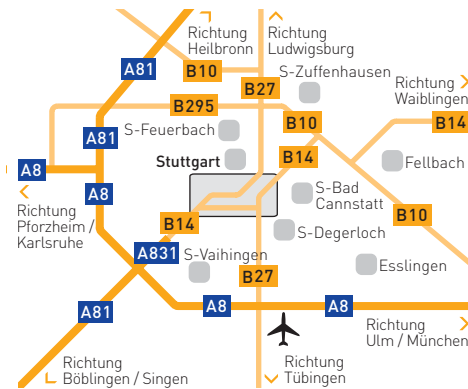 Richtung
Heilbronn
Richtung
Ludwigsburg
A81
B10
S-Zuffenhausen
B27
Richtung
Waiblingen
B295
B10
B14
A81
S-Feuerbach
Stuttgart
B14
Fellbach
A8
A8
S-Bad
Cannstatt
Richtung
Pforzheim /
Karlsruhe
B14
B10
S-Degerloch
A831
S-Vaihingen
B27
Esslingen
A81
A8
A8
Richtung
Ulm / München
Richtung
Böblingen / Singen
Richtung
Tübingen